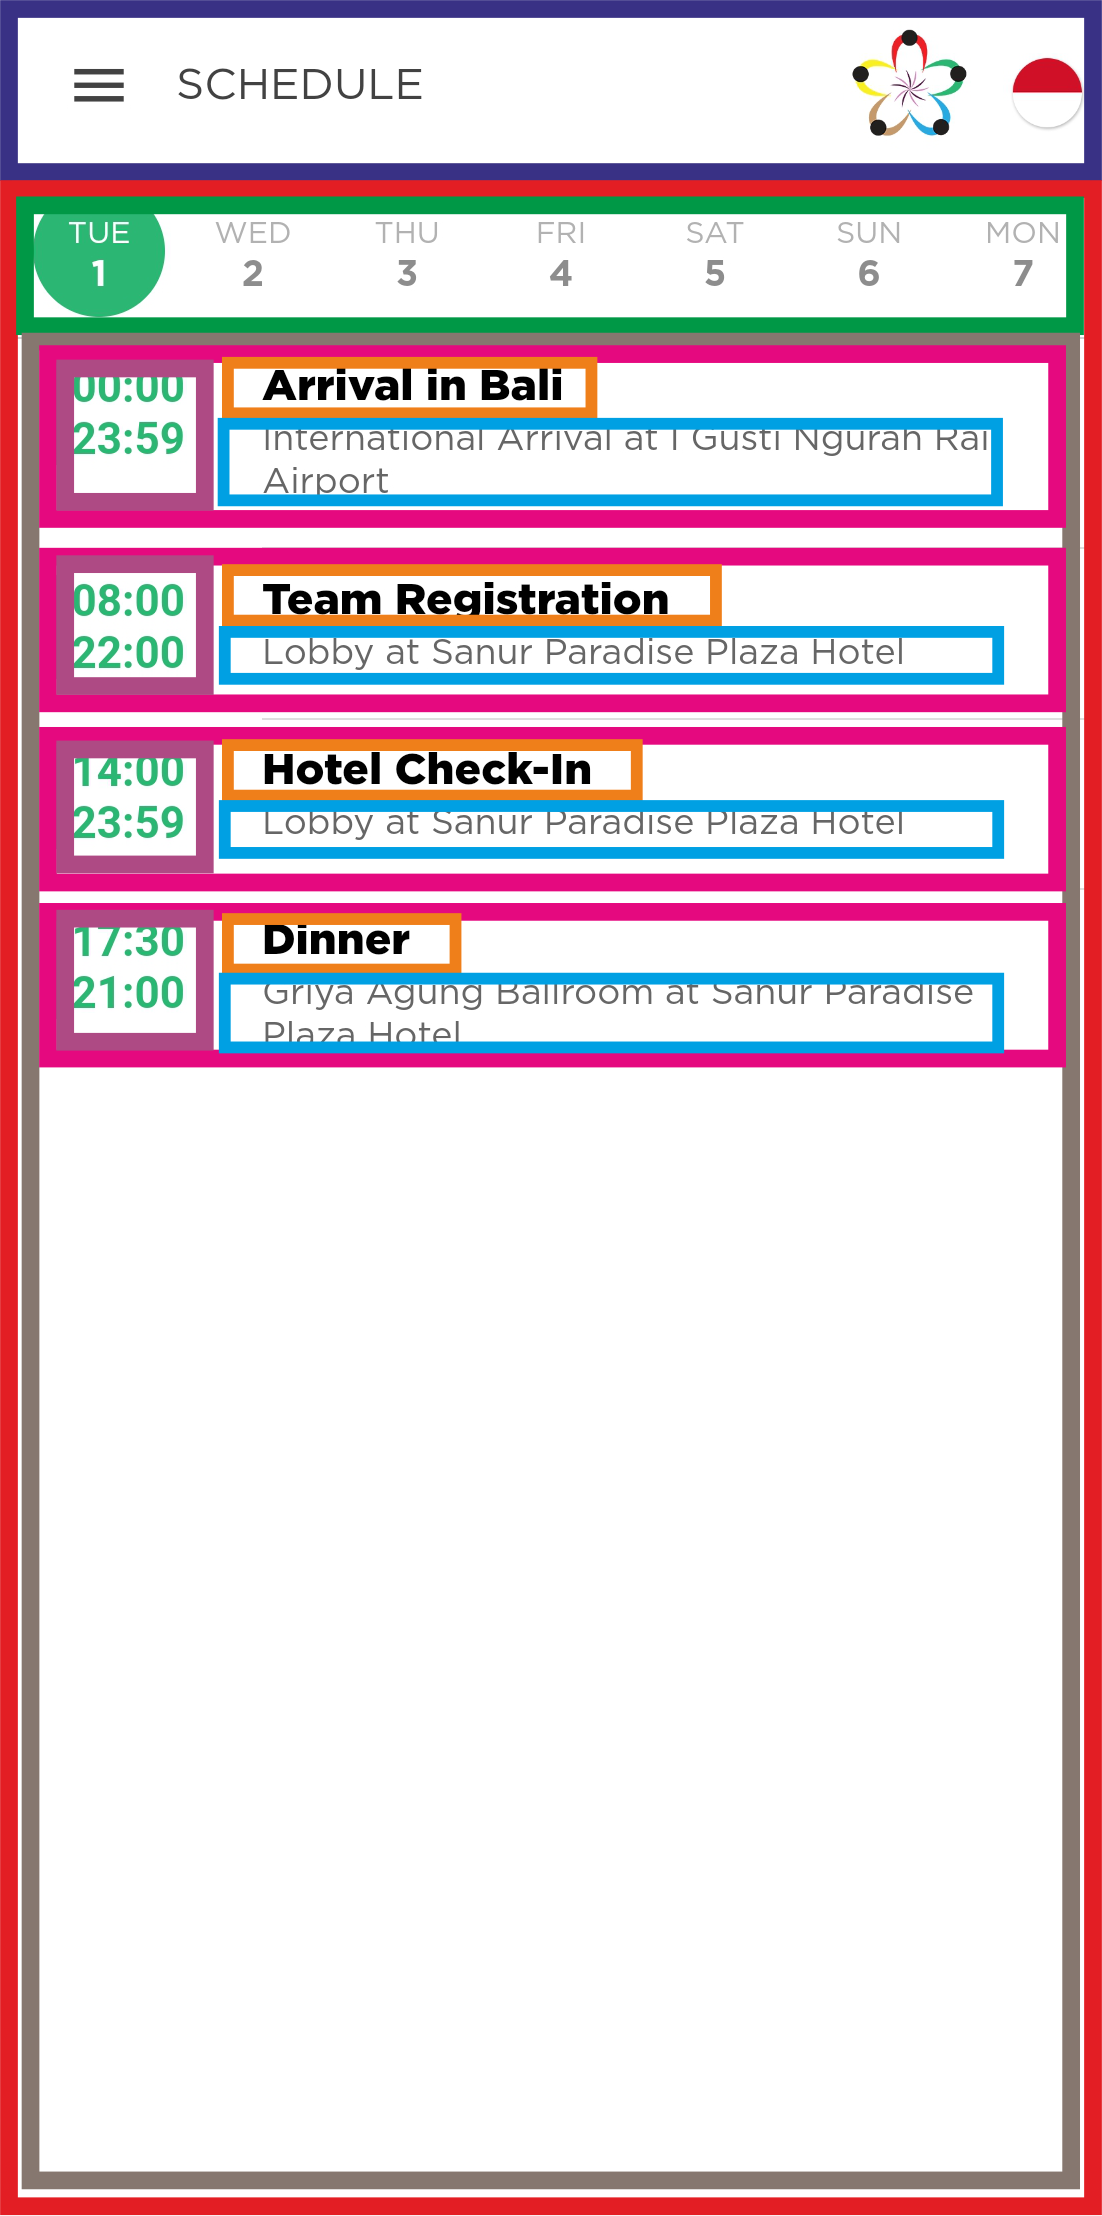 SCHEDULE
TUE WED THU FRI SAT SUN MON
1 2 3 4 5 6 7
00:00 Arrival in Bali
23:59 International Arrival at I Gusti Ngurah Rai
Airport
08:00 Team Registration
22:00 Lobby at Sanur Paradise Plaza Hotel
14:00 Hotel Check-In
23:59 Lobby at Sanur Paradise Plaza Hotel
17:30 Dinner
21:00 Griya Agung Ballroom at Sanur Paradise
Plaza Hotel